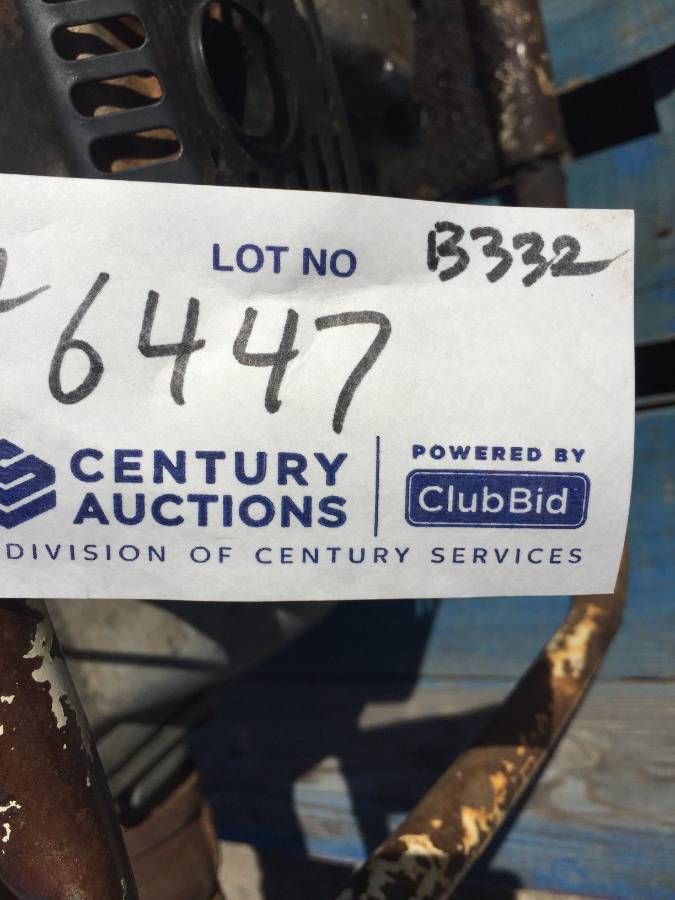 LOT NO B332
6447
CENTURY AUCTIONS
POWERED BY
ClubBid
DIVISION OF CENTURY SERVICES